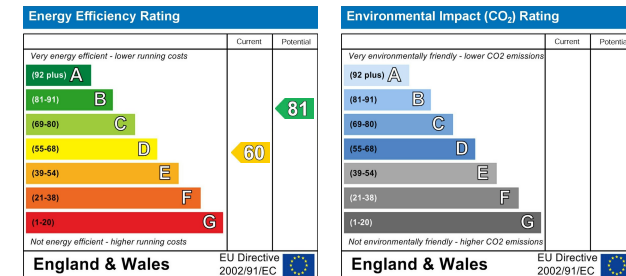 Energy Efficiency Rating
Current Potential
Very energy efficient - lower running costs
(92 plus) A
(81-91) B
(69-80) C
(55-68) D
(39-54) E
(21-38) F
(1-20) G
81
60
Not energy efficient - higher running costs
England & Wales
EU Directive
2002/91/EC
Environmental Impact (CO2) Rating
Current Potential
Very environmentally friendly - lower CO2 emissions
(92 plus) A
(81-91) B
(69-80) C
(55-68) D
(39-54) E
(21-38) F
(1-20) G
Not environmentally friendly - higher CO2 emissions
England & Wales
EU Directive
2002/91/EC